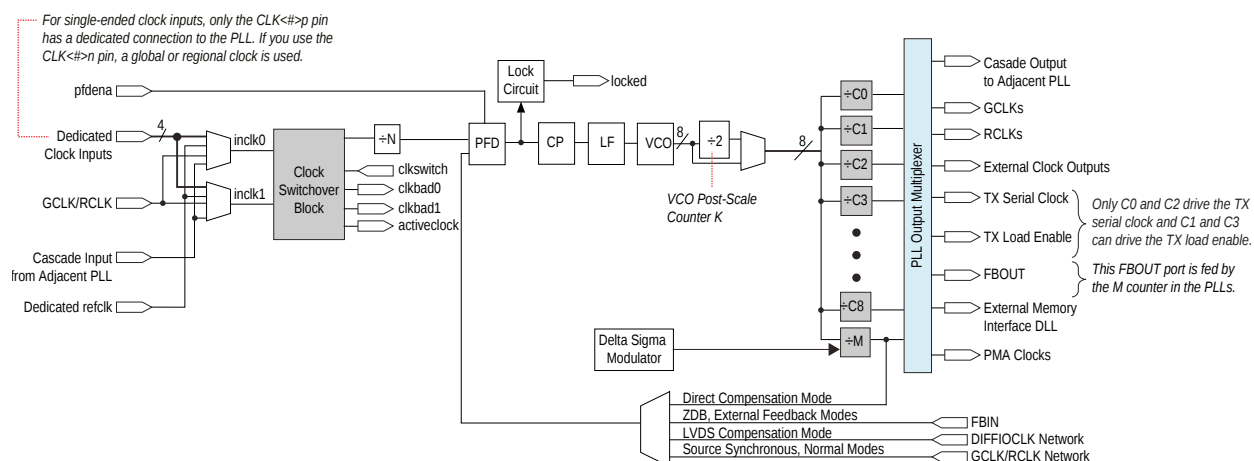 For single-ended clock inputs, only the CLK<#>p pin
has a dedicated connection to the PLL. If you use the
CLK<#>n pin, a global or regional clock is used.
pfdena
Dedicated
Clock Inputs
4
GCLK/RCLK
Cascade Input
from Adjacent PLL
Dedicated refclk
inclk0
inclk1
Clock
Switchover
Block
clkswitch
clkbad0
clkbad1
activeclock
÷N
PFD
Lock
Circuit
locked
CP
LF
VCO
8
÷2
VCO Post-Scale
Counter K
8
÷C0
÷C1
÷C2
÷C3
÷C8
÷M
Delta Sigma
Modulator
PLL Output Multiplexer
Casade Output
to Adjacent PLL
GCLKs
RCLKs
External Clock Outputs
TX Serial Clock
TX Load Enable
Only C0 and C2 drive the TX
serial clock and C1 and C3
can drive the TX load enable.
FBOUT
This FBOUT port is fed by
the M counter in the PLLs.
External Memory
Interface DLL
PMA Clocks
Direct Compensation Mode
ZDB, External Feedback Modes
FBIN
LVDS Compensation Mode
DIFFIOCLK Network
Source Synchronous, Normal Modes
GCLK/RCLK Network